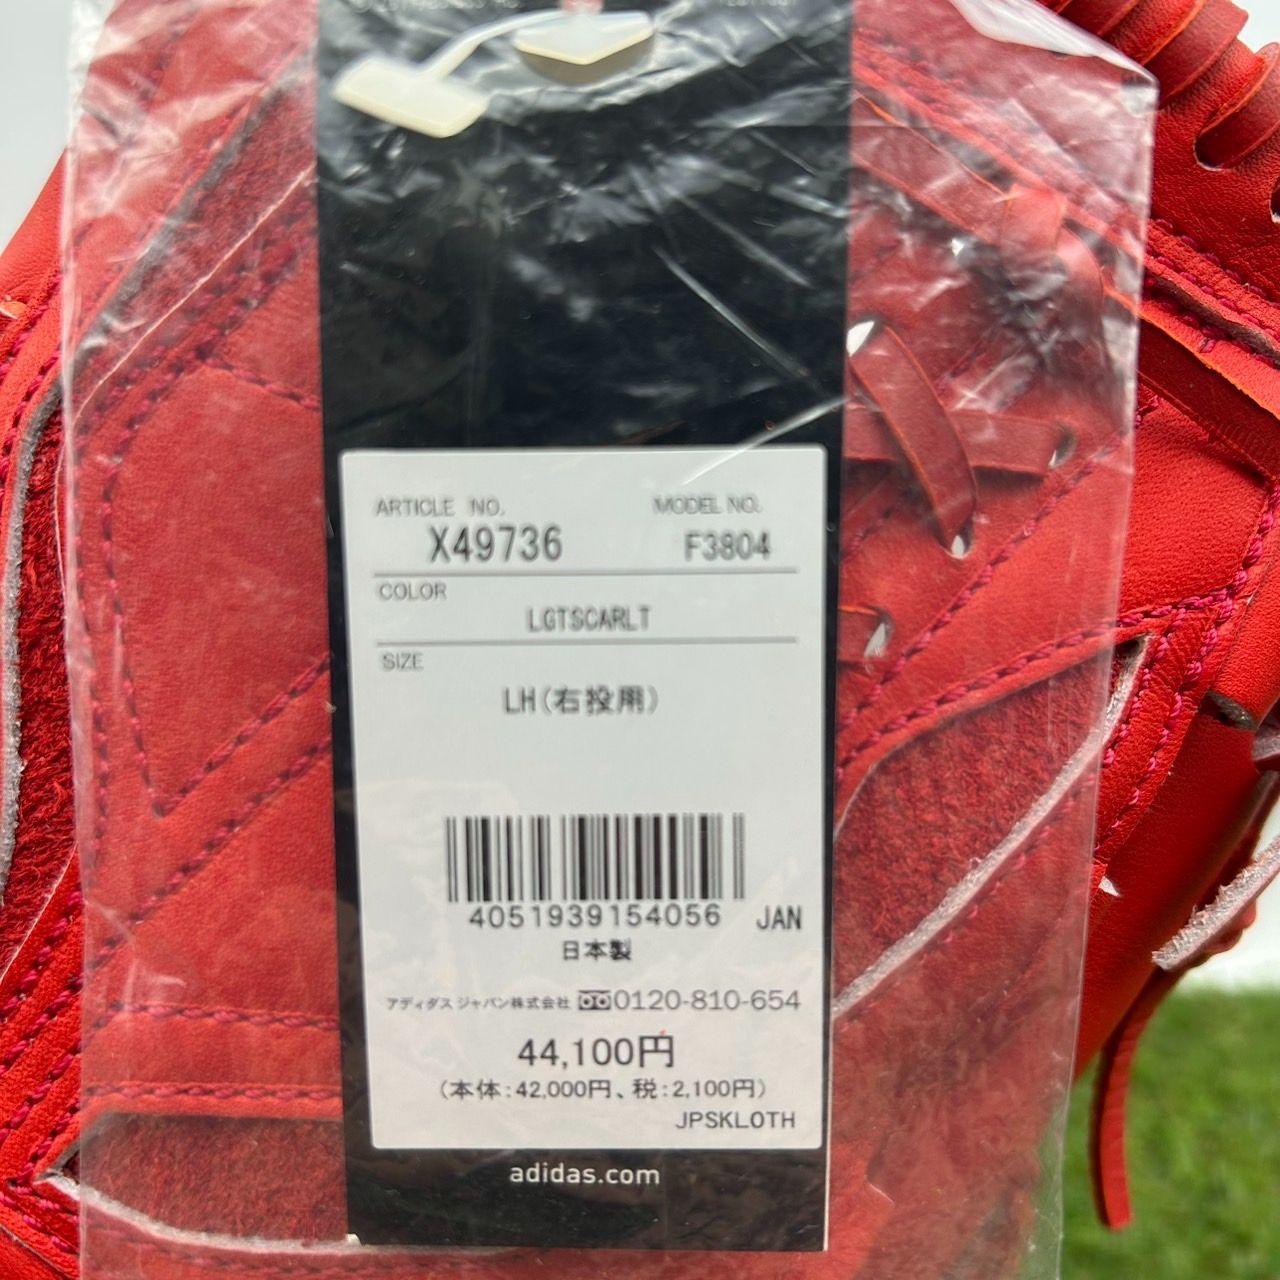 ARTICLE NO. MODEL NO.
X49736 F3804
COLOR
LGTSCARLT
SIZE
LH(右投用)
4051939154056 JAN
日本製
アディダス ジャパン株式会社 0120-810-654
44,100円
(本体:42,000円、税:2,100円)
JPSKLOTH
adidas.com